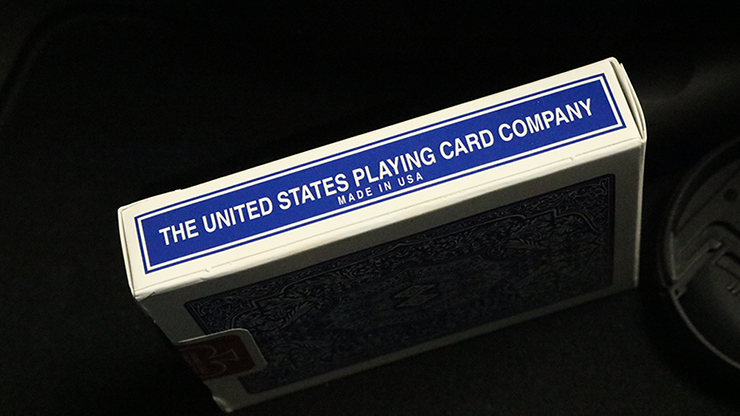 THE UNITED STATES PLAYING CARD COMPANY
MADE IN USA